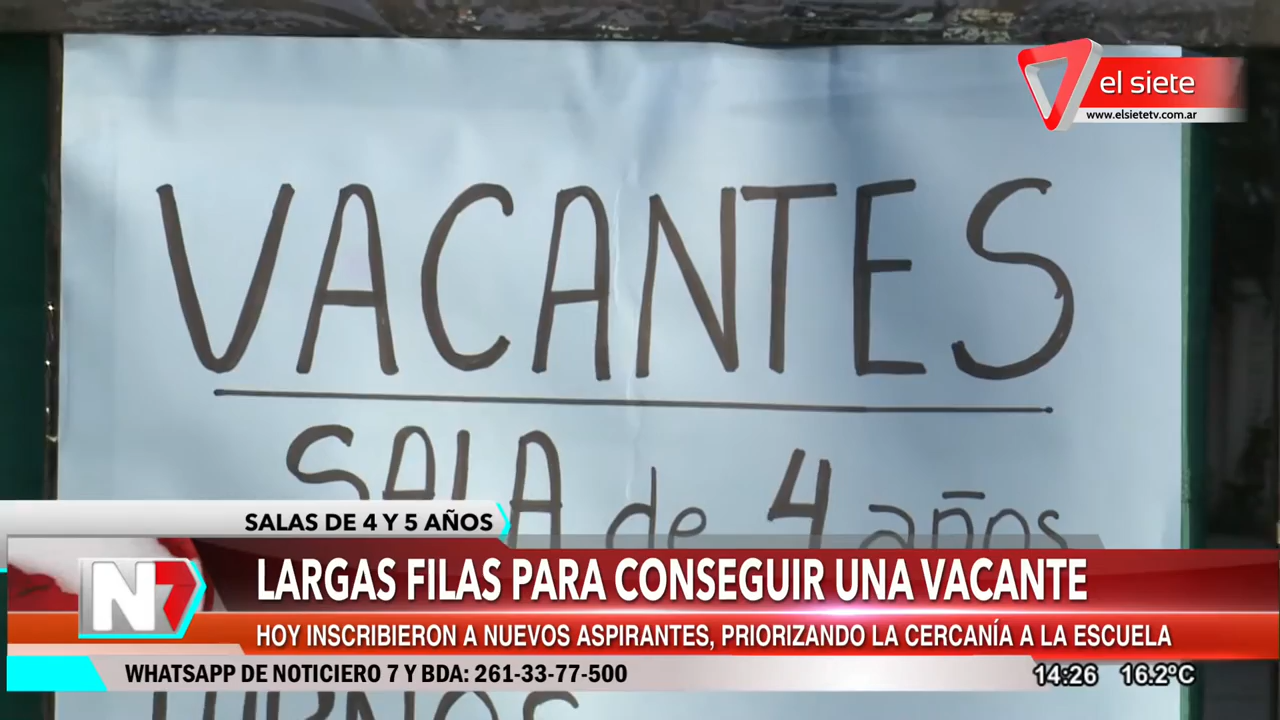 el siete
www.elsietetv.com.ar
VACANTES
SALA de 4 años
SALAS DE 4 Y 5 AÑOS
N7
LARGAS FILAS PARA CONSEGUIR UNA VACANTE
HOY INSCRIBIERON A NUEVOS ASPIRANTES, PRIORIZANDO LA CERCANÍA A LA ESCUELA
WHATSAPP DE NOTICIERO 7 Y BDA: 261-33-77-500
14:26 16.2°C